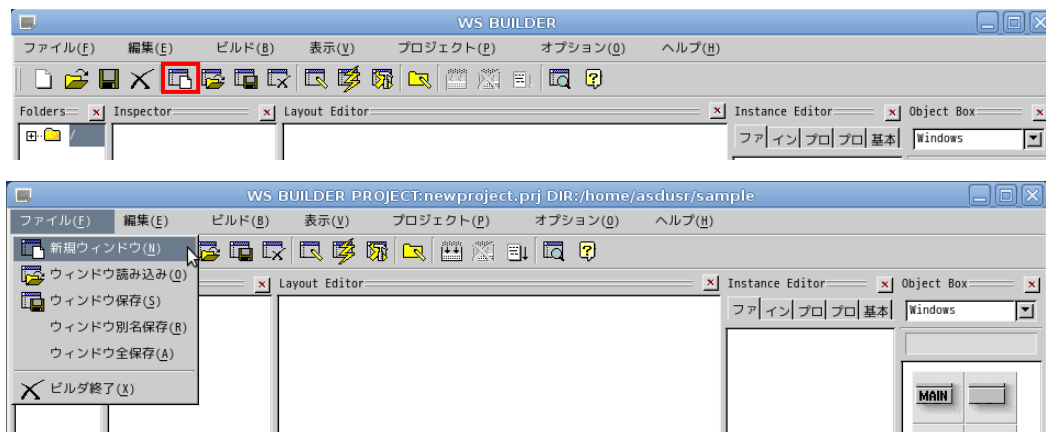 WS BUILDER
ファイル(F) 編集(E) ビルド(B) 表示(V) プロジェクト(P) オプション(O) ヘルプ(H)
Folders Inspector Layout Editor Instance Editor Object Box
/ ファ イン プロ プロ 基本 Windows
WS BUILDER PROJECT:newproject.prj DIR:/home/asdusr/sample
ファイル(F) 編集(E) ビルド(B) 表示(V) プロジェクト(P) オプション(O) ヘルプ(H)
新規ウィンドウ(N)
ウィンドウ読み込み(O)
ウィンドウ保存(S)
ウィンドウ別名保存(R)
ウィンドウ全保存(A)
ビルダ終了(X)
Layout Editor Instance Editor Object Box
ファ イン プロ プロ 基本 Windows
MAIN